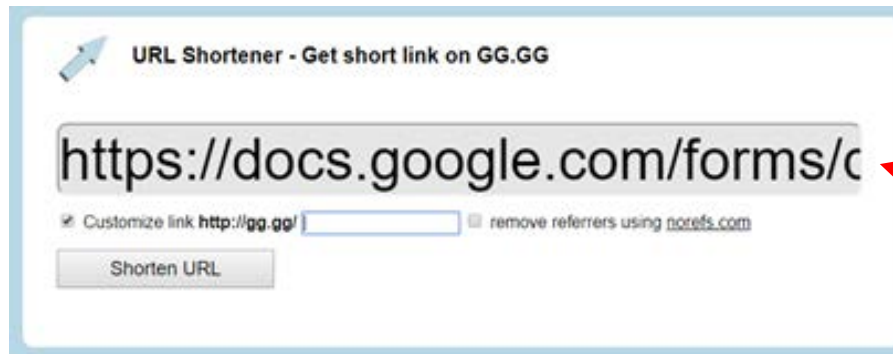 URL Shortener - Get short link on GG.GG
https://docs.google.com/forms/
Customize link http://gg.gg/ remove referrers using norefs.com
Shorten URL